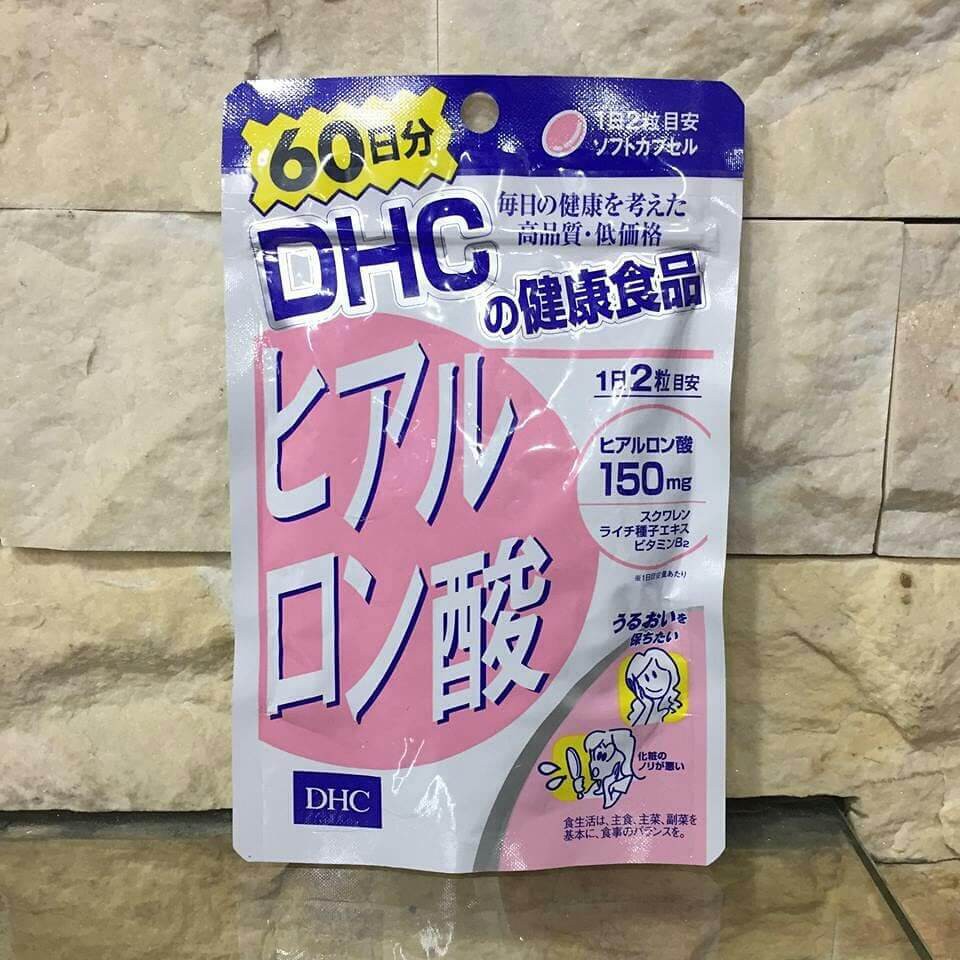 60日分
1日2粒目安
ソフトカプセル
毎日の健康を考えた
高品質・低価格
DHC
の健康食品
ヒアル
ロン酸
1日2粒目安
ヒアルロン酸
150mg
スクワレン
ライチ種子エキス
ビタミンB2
※1日目安量あたり
うるおいを
保ちたい
化粧の
ノリが悪い
DHC
食生活は、主食、主菜、副菜を
基本に、食事のバランスを。